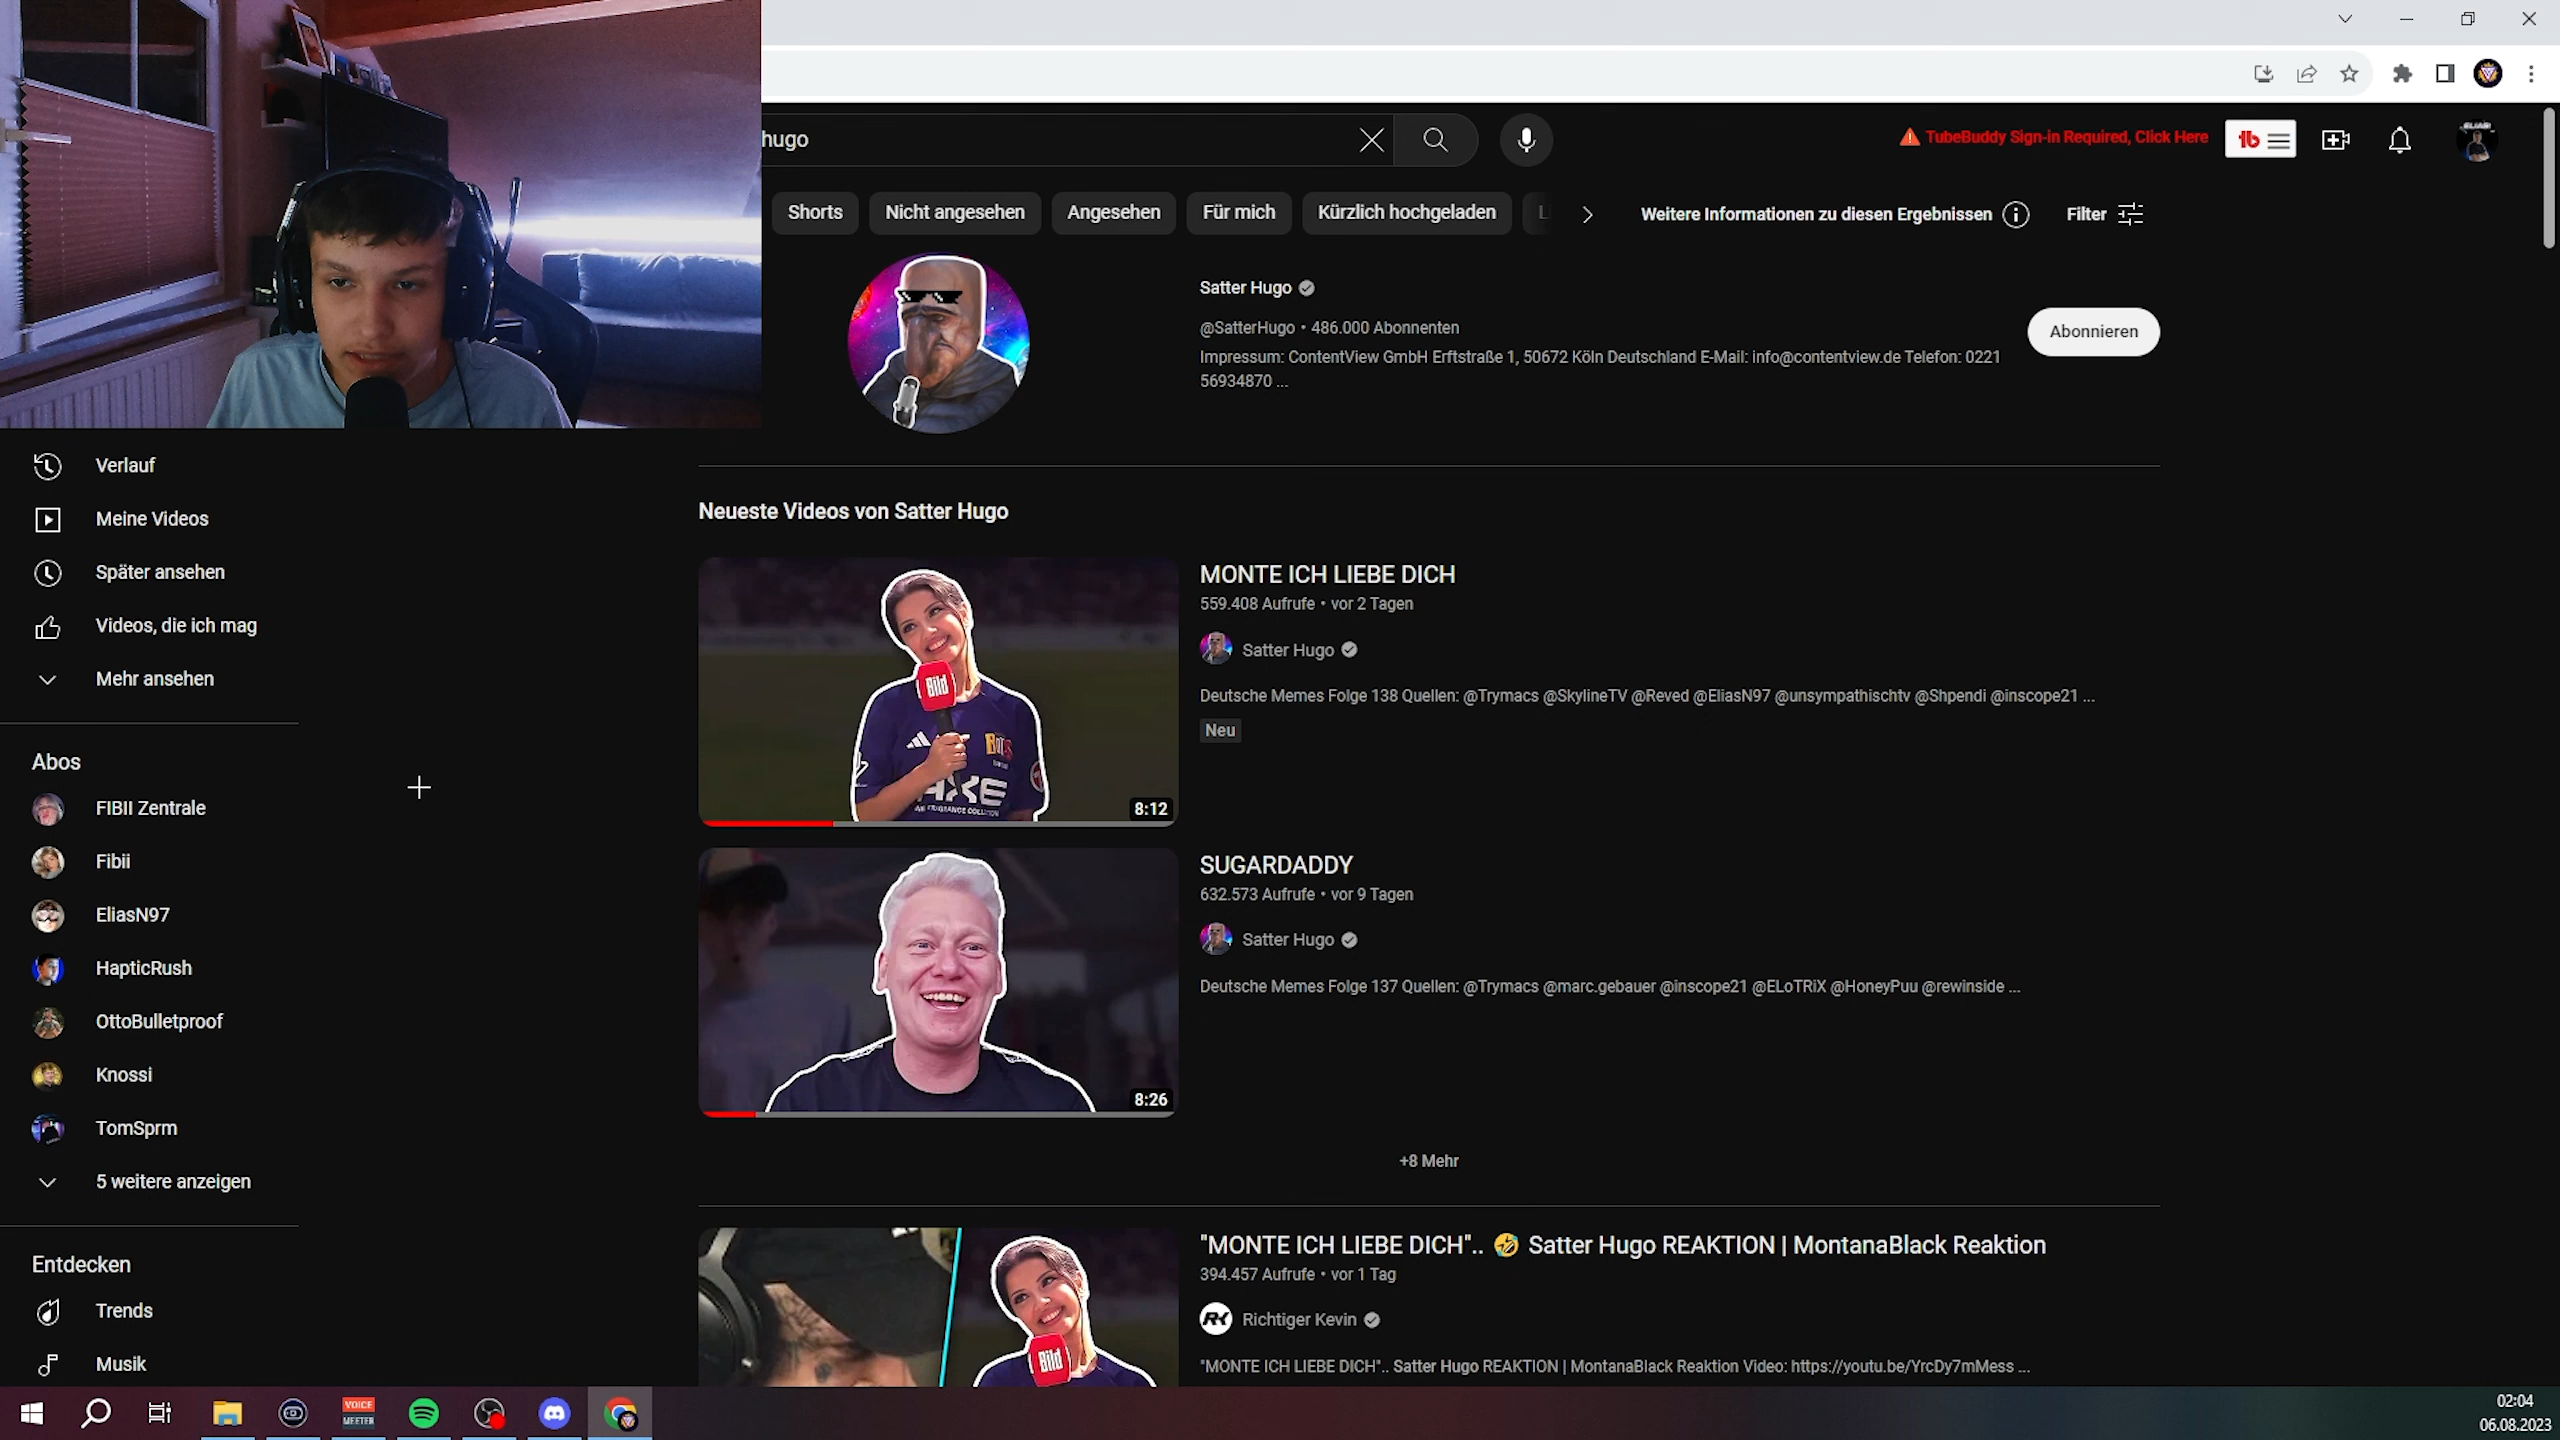 hugo
TubeBuddy Sign-in Required, Click Here
Shorts
Nicht angesehen
Angesehen
Für mich
Kürzlich hochgeladen
Weitere Informationen zu diesen Ergebnissen
Filter
Satter Hugo
@SatterHugo • 486.000 Abonnenten
Impressum: ContentView GmbH Erftstraße 1, 50672 Köln Deutschland E-Mail: info@contentview.de Telefon: 0221
56934870 ...
Abonnieren
Verlauf
Meine Videos
Später ansehen
Videos, die ich mag
Mehr ansehen
Abos
FIBII Zentrale
Fibii
EliasN97
HapticRush
OttoBulletproof
Knossi
TomSprm
5 weitere anzeigen
Entdecken
Trends
Musik
Neueste Videos von Satter Hugo
Bild
AXE
8:12
MONTE ICH LIEBE DICH
559.408 Aufrufe • vor 2 Tagen
Satter Hugo
Deutsche Memes Folge 138 Quellen: @Trymacs @SkylineTV @Reved @EliasN97 @unsympathischtv @Shpendi @inscope21 ...
Neu
8:26
SUGARDADDY
632.573 Aufrufe • vor 9 Tagen
Satter Hugo
Deutsche Memes Folge 137 Quellen: @Trymacs @marc.gebauer @inscope21 @ELoTRiX @HoneyPuu @rewinside ...
+8 Mehr
Bild
"MONTE ICH LIEBE DICH".. 🤣 Satter Hugo REAKTION | MontanaBlack Reaktion
394.457 Aufrufe • vor 1 Tag
Richtiger Kevin
"MONTE ICH LIEBE DICH".. Satter Hugo REAKTION | MontanaBlack Reaktion Video: https://youtu.be/YrcDy7mMess ...
VOICE
MEETER
02:04
06.08.2023